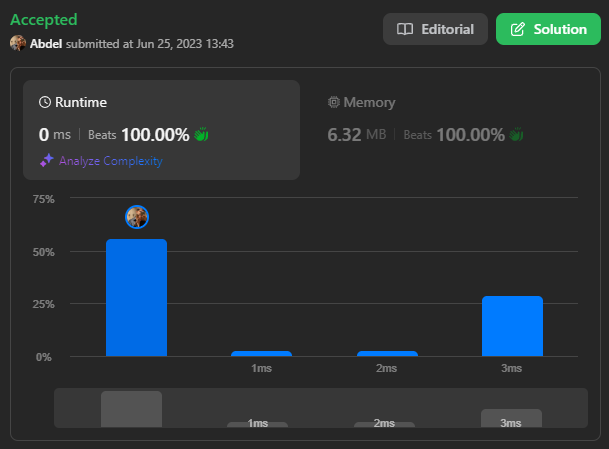 Accepted
Abdel submitted at Jun 25, 2023 13:43
Editorial
Solution
Runtime
0 ms | Beats 100.00%
Analyze Complexity
Memory
6.32 MB | Beats 100.00%
75%
50%
25%
0%
1ms 2ms 3ms
1ms 2ms 3ms